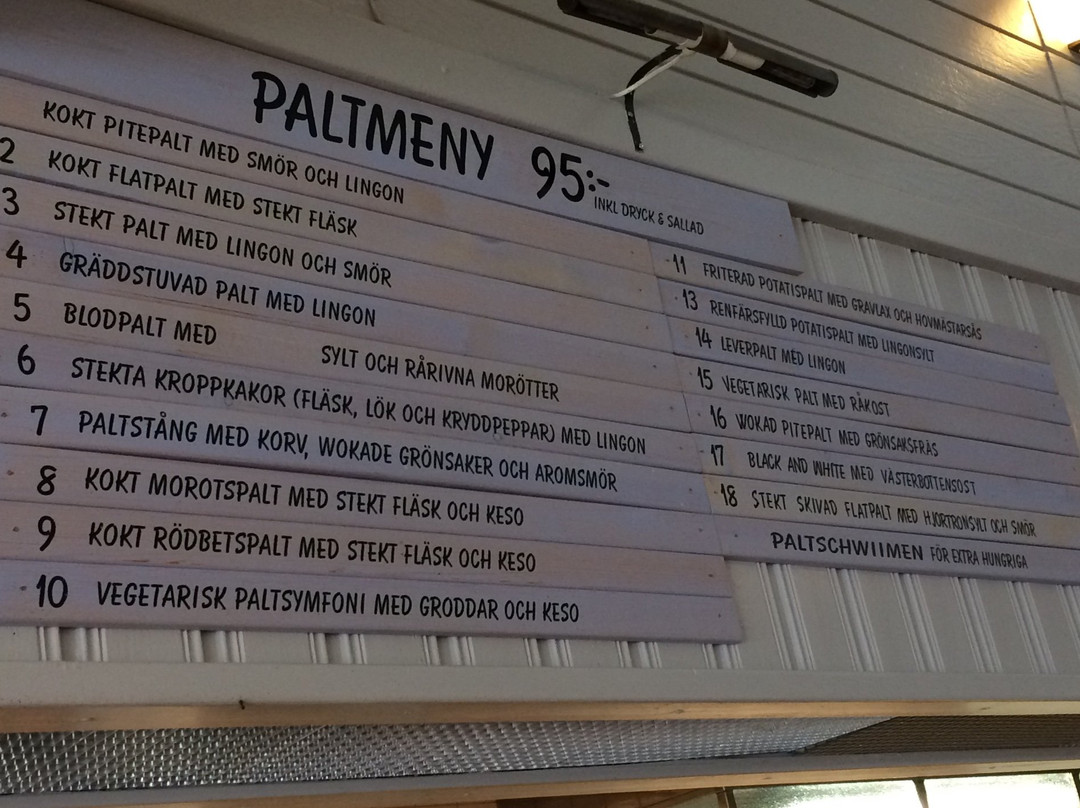 PALTMENY 95:-
INKL DRYCK & SALLAD
KOKT PITEPALT MED SMÖR OCH LINGON
2 KOKT FLATPALT MED STEKT FLÄSK
3 STEKT PALT MED LINGON OCH SMÖR
4 GRÄDDSTUVAD PALT MED LINGON
5 BLODPALT MED SYLT OCH RÅRIVNA MORÖTTER
6 STEKTA KROPPKAKOR (FLÄSK, LÖK OCH KRYDDPEPPAR) MED LINGON
7 PALTSTÅNG MED KORV, WOKADE GRÖNSAKER OCH AROMSMÖR
8 KOKT MOROTSPALT MED STEKT FLÄSK OCH KESO
9 KOKT RÖDBETSPALT MED STEKT FLÄSK OCH KESO
10 VEGETARISK PALTSYMFONI MED GRODDAR OCH KESO
11 FRITERAD POTATISPALT MED GRAVLAX OCH HOVMÄSTARSÅS
13 RENFÄRSFYLLD POTATISPALT MED LINGONSYLT
14 LEVERPALT MED LINGON
15 VEGETARISK PALT MED RÅKOST
16 WOKAD PITEPALT MED GRÖNSAKSFRÄS
17 BLACK AND WHITE MED VÄSTERBOTTENSOST
18 STEKT SKIVAD FLATPALT MED HJORTRONSYLT OCH SMÖR
PALTSCHWIIMEN FÖR EXTRA HUNGRIGA